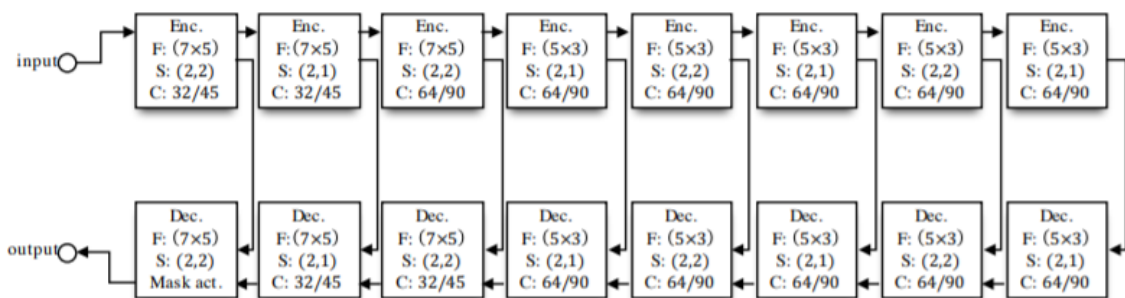 input
Enc.
F: (7×5)
S: (2,2)
C: 32/45
Enc.
F:(7×5)
S: (2,1)
C: 32/45
Enc.
F: (7×5)
S: (2,2)
C: 64/90
Enc.
F: (5×3)
S: (2,1)
C: 64/90
Enc.
F: (5×3)
S: (2,2)
C: 64/90
Enc.
F: (5×3)
S: (2,1)
C: 64/90
Enc.
F: (5×3)
S: (2,2)
C: 64/90
Enc.
F: (5×3)
S: (2,1)
C: 64/90
output
Dec.
F: (7×5)
S: (2,2)
Mask act.
Dec.
F:(7×5)
S: (2,1)
C: 32/45
Dec.
F: (7×5)
S: (2,2)
C: 32/45
Dec.
F: (5×3)
S: (2,1)
C: 64/90
Dec.
F: (5×3)
S: (2,2)
C: 64/90
Dec.
F: (5×3)
S: (2,1)
C: 64/90
Dec.
F: (5×3)
S: (2,2)
C: 64/90
Dec.
F: (5×3)
S: (2,1)
C: 64/90